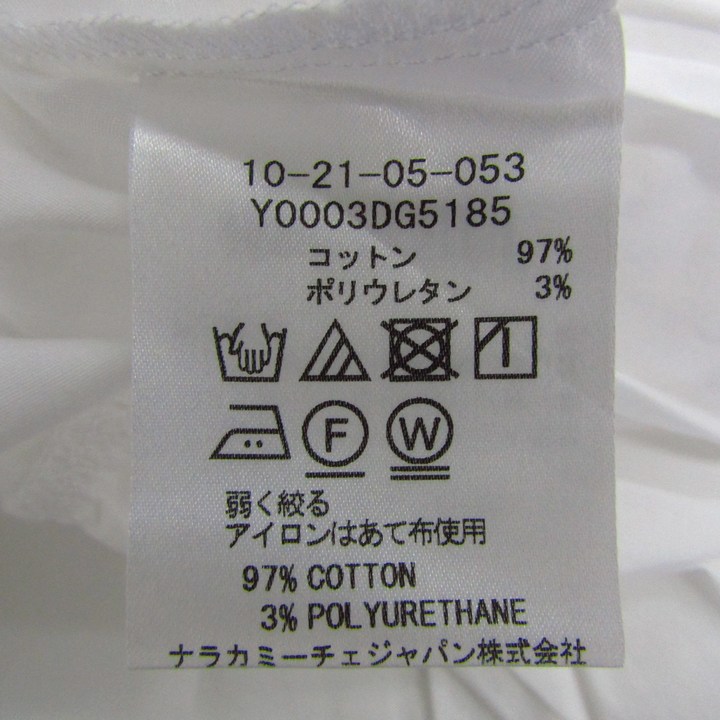 10-21-05-053
Y0003DG5185
コットン 97%
ポリウレタン 3%
F W
弱く絞る
アイロンはあて布使用
97% COTTON
3% POLYURETHANE
ナラカミーチェジャパン株式会社